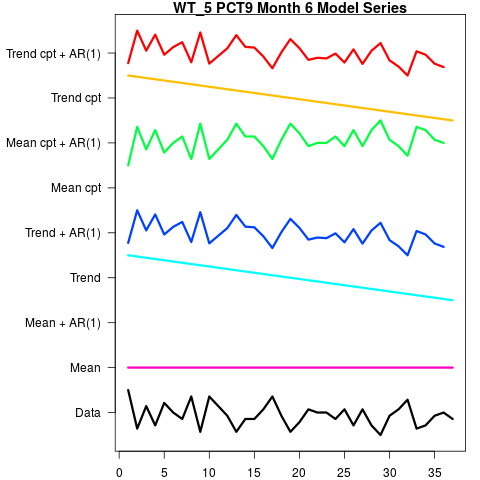 WT_5 PCT9 Month 6 Model Series
Trend cpt + AR(1)
Trend cpt
Mean cpt + AR(1)
Mean cpt
Trend + AR(1)
Trend
Mean + AR(1)
Mean
Data
0 5 10 15 20 25 30 35